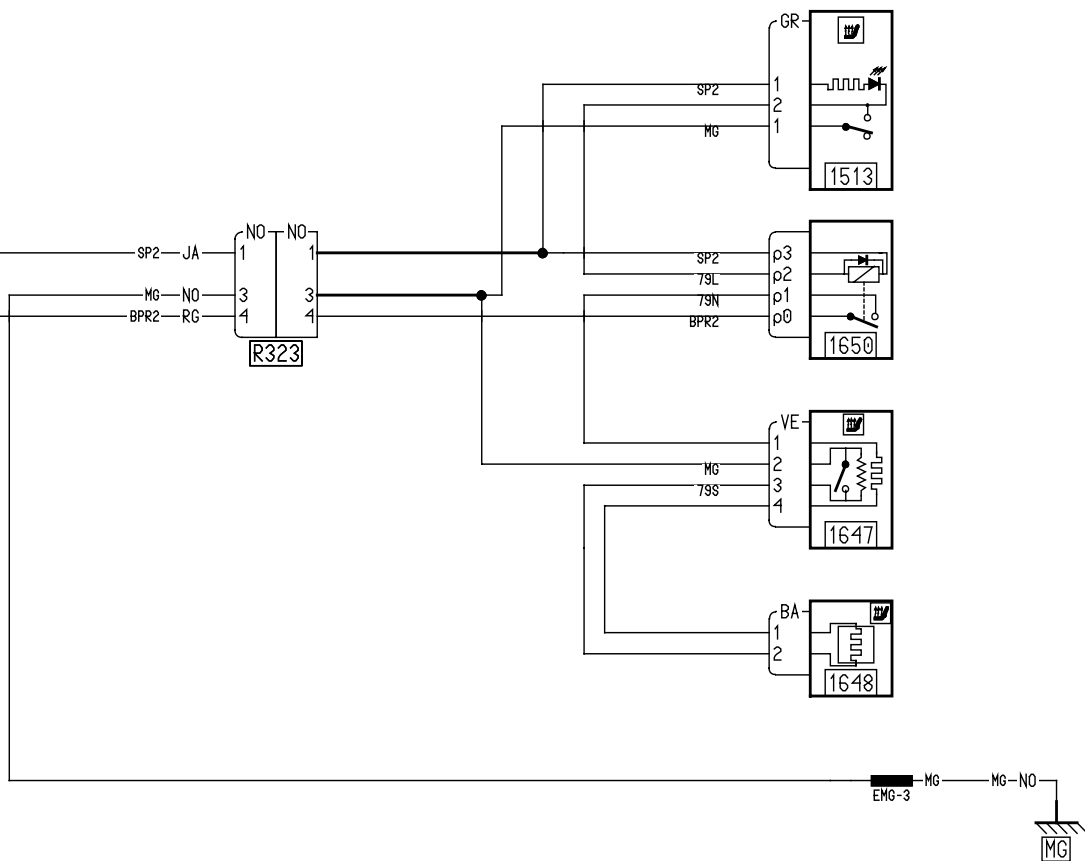 GR
1
SP2
2
1
MG
1513
NO NO
SP2 JA 1 1
SP2 p3
79L p2
MG NO 3 3
79N p1
BPR2 RG 4 4
BPR2 p0
R323
1650
VE
1
MG 2
79S 3
4
1647
BA
1
2
1648
MG MG NO
EMG-3
MG